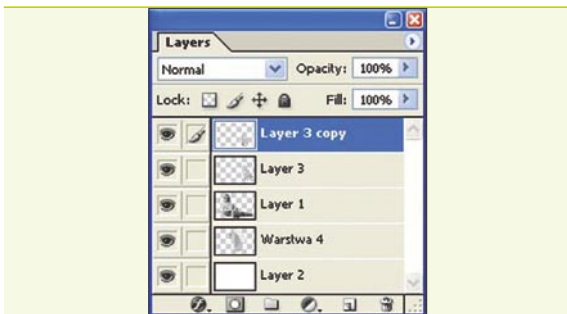 Layers
Normal Opacity: 100%
Lock: Fill: 100%
Layer 3 copy
Layer 3
Layer 1
Warstwa 4
Layer 2